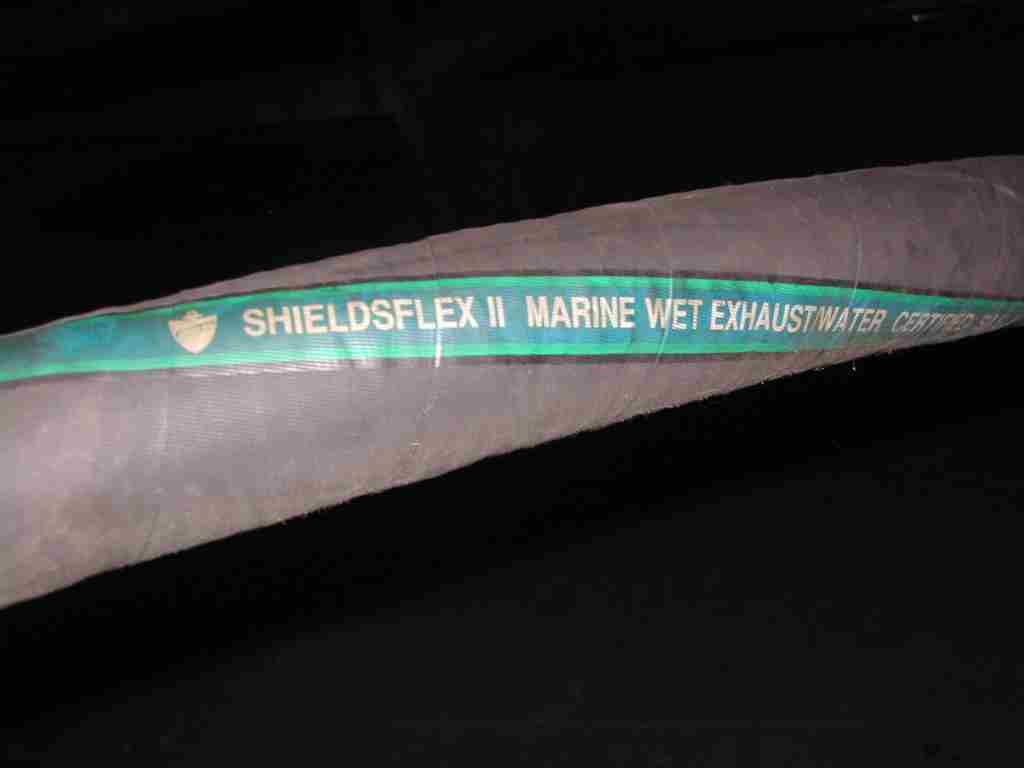 SHIELDSFLEX II MARINE WET EXHAUST/WATER CERTIFIED